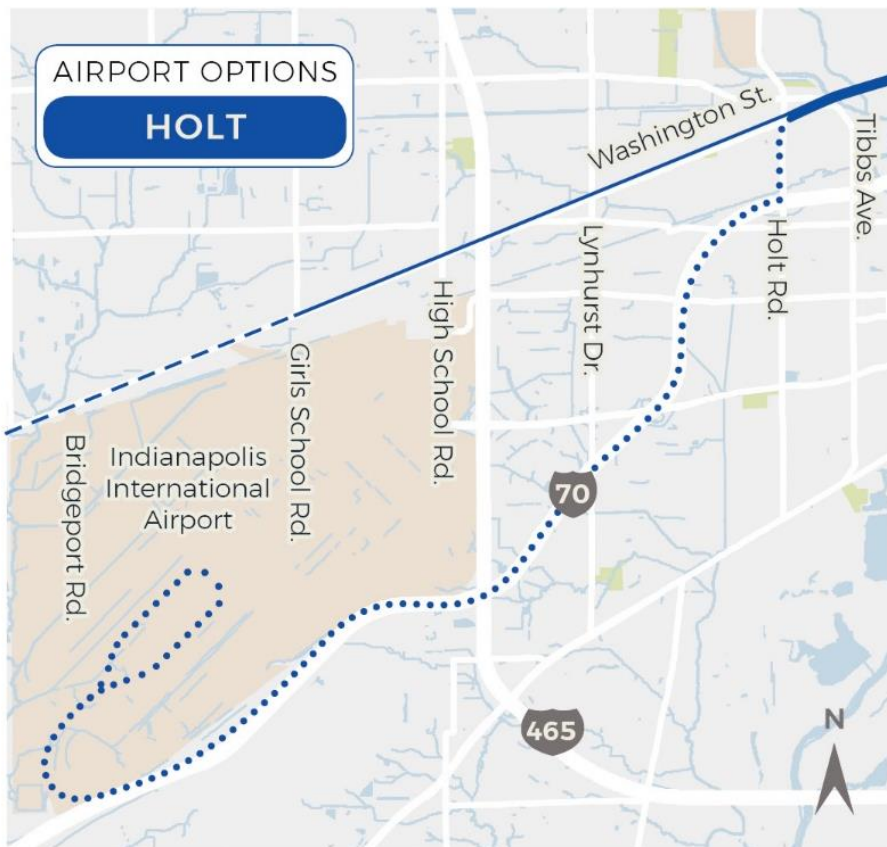 AIRPORT OPTIONS
HOLT
Washington St.
Tibbs Ave.
Holt Rd.
Lynhurst Dr.
High School Rd.
Girls School Rd.
Bridgeport Rd.
Indianapolis
International
Airport
70
465
N